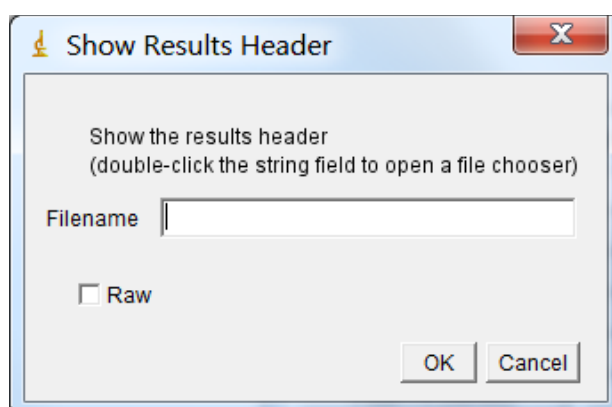 Show Results Header
Show the results header
(double-click the string field to open a file chooser)
Filename
Raw
OK Cancel